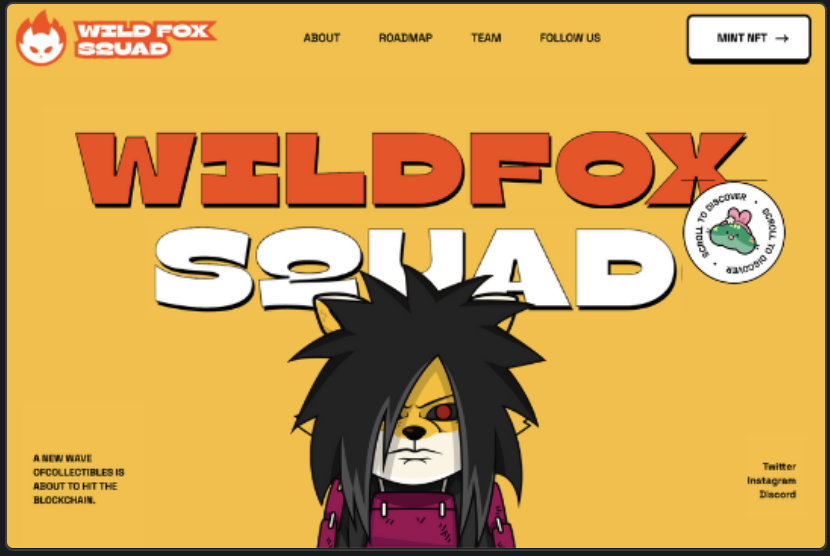 WILD FOX
SQUAD
ABOUT
ROADMAP
TEAM
FOLLOW US
MINT NFT →
WILDFOX
SQUAD
SCROLL TO DISCOVER • SCROLL TO DISCOVER •
A NEW WAVE
OFCOLLECTIBLES IS
ABOUT TO HIT THE
BLOCKCHAIN.
Twitter
Instagram
Discord